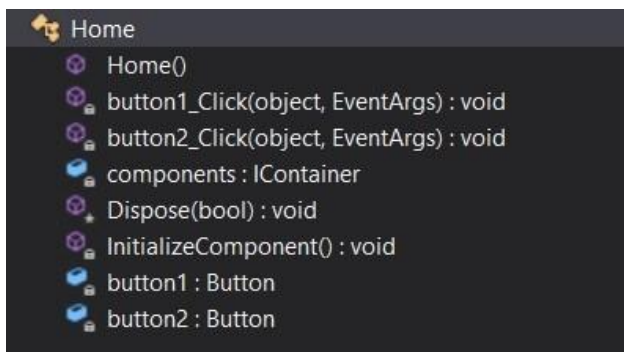 Home
Home()
button1_Click(object, EventArgs) : void
button2_Click(object, EventArgs) : void
components : IContainer
Dispose(bool) : void
InitializeComponent() : void
button1 : Button
button2 : Button